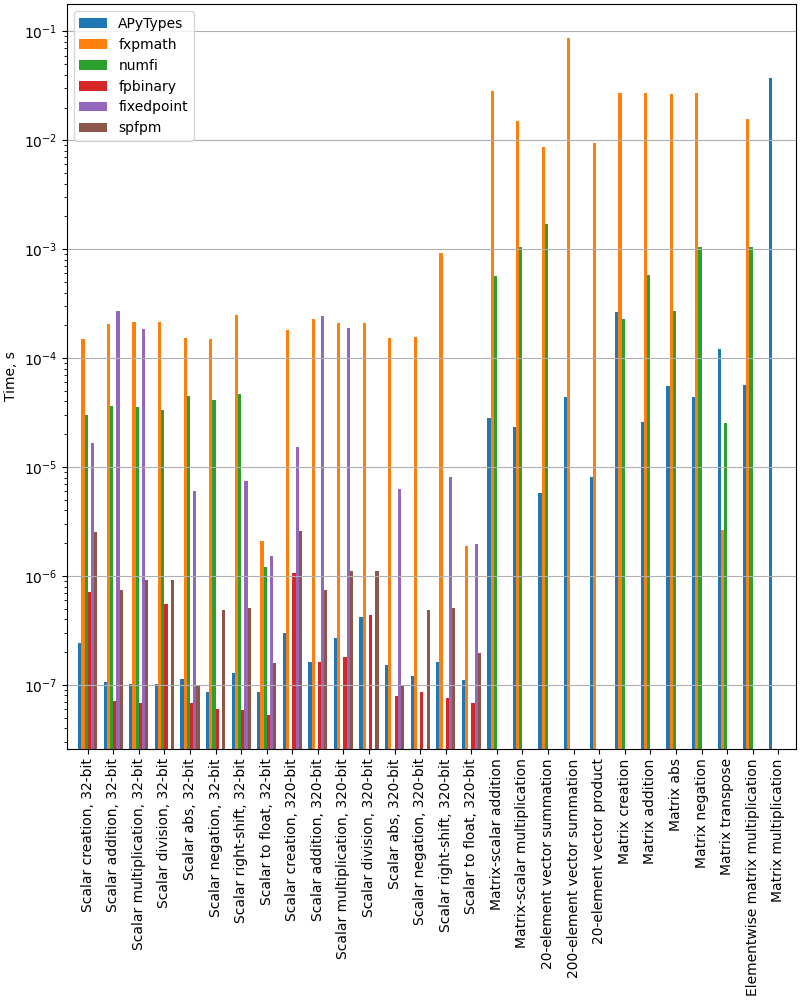 APyTypes
fxpmath
numfi
fpbinary
fixedpoint
spfpm
Time, s
10⁻¹
10⁻²
10⁻³
10⁻⁴
10⁻⁵
10⁻⁶
10⁻⁷
Scalar creation, 32-bit
Scalar addition, 32-bit
Scalar multiplication, 32-bit
Scalar division, 32-bit
Scalar abs, 32-bit
Scalar negation, 32-bit
Scalar right-shift, 32-bit
Scalar to float, 32-bit
Scalar creation, 320-bit
Scalar addition, 320-bit
Scalar multiplication, 320-bit
Scalar division, 320-bit
Scalar abs, 320-bit
Scalar negation, 320-bit
Scalar right-shift, 320-bit
Scalar to float, 320-bit
Matrix-scalar addition
Matrix-scalar multiplication
20-element vector summation
200-element vector summation
20-element vector product
Matrix creation
Matrix addition
Matrix abs
Matrix negation
Matrix transpose
Elementwise matrix multiplication
Matrix multiplication